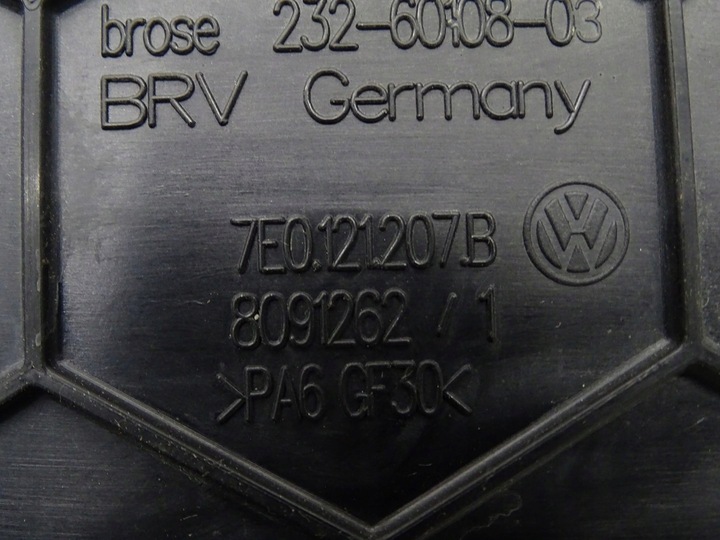 brose 232-60108-03
BRV Germany
7E0.121.207.B
8091262 / 1
>PA6 GF30<